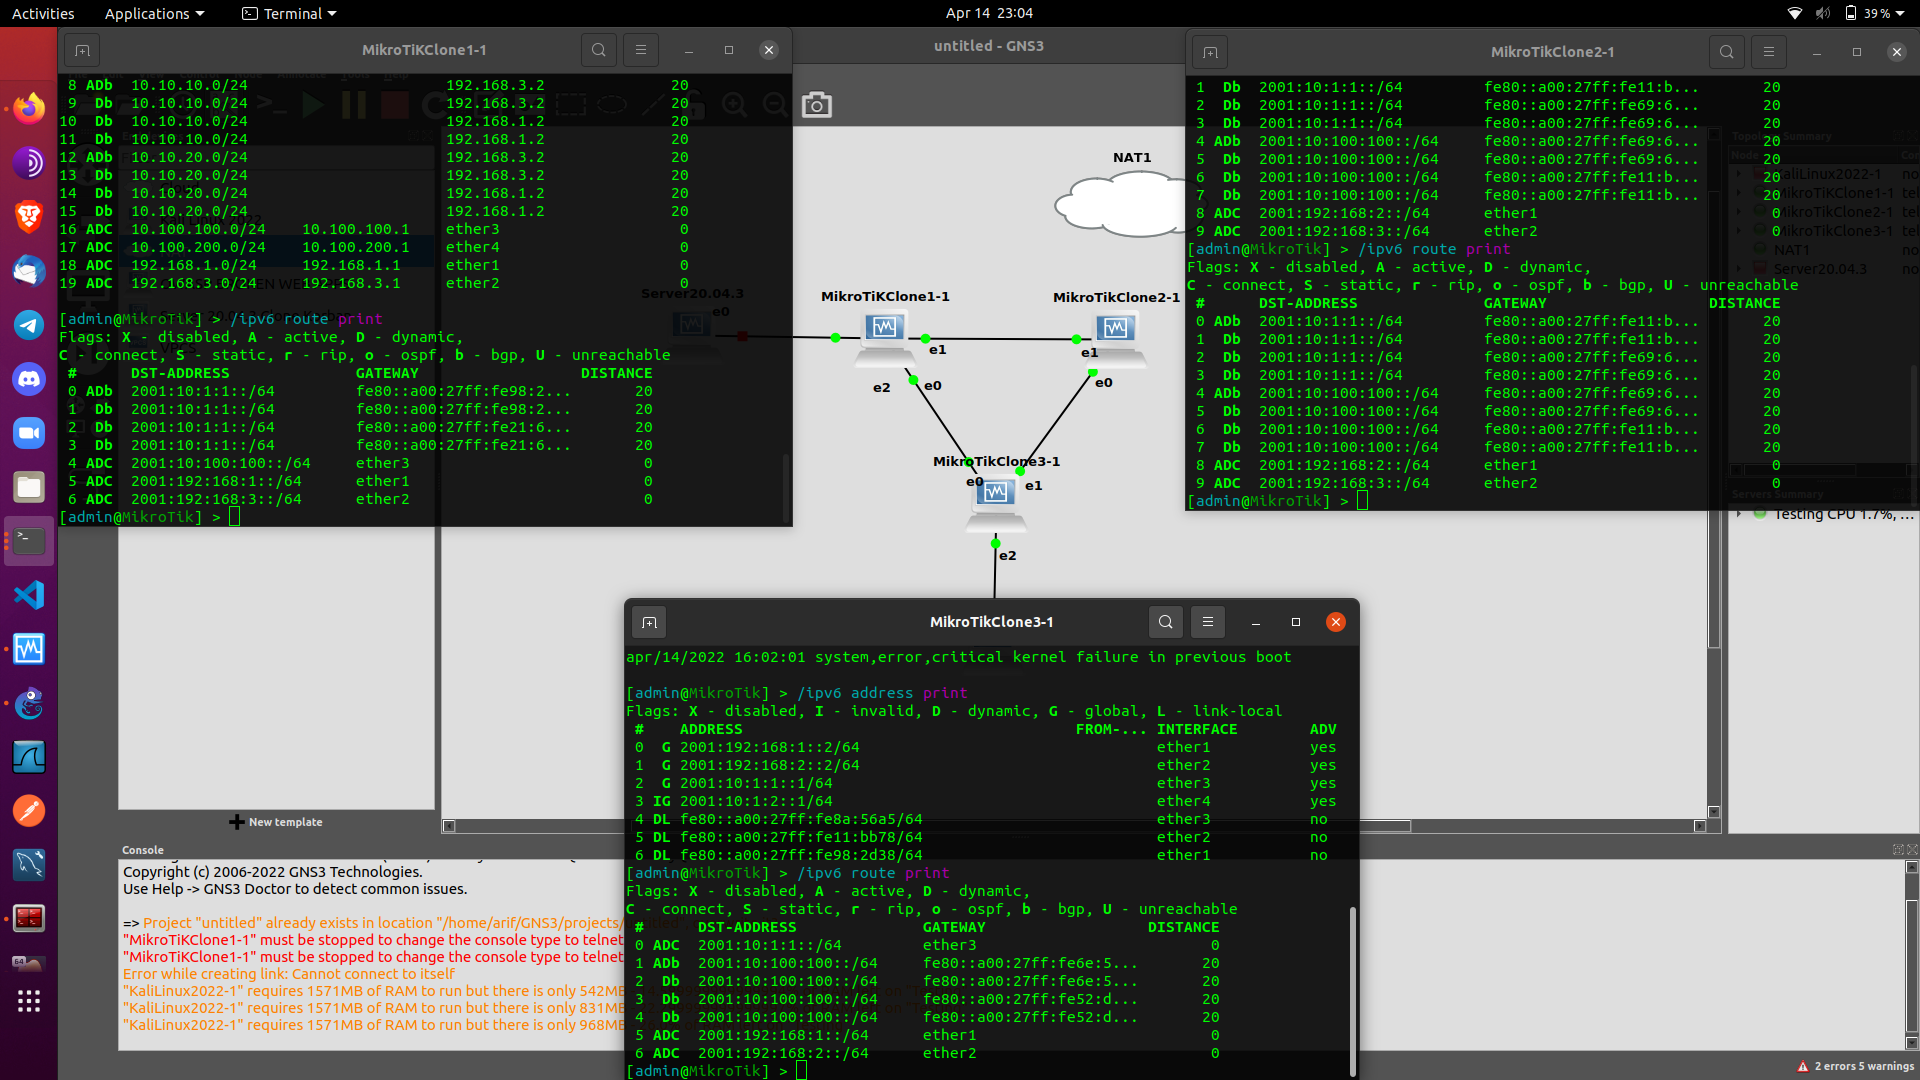 Activities
Applications
Terminal
Apr 14  23:04
39 %
MikroTiKClone1-1
8 ADb  10.10.10.0/24                      192.168.3.2              20
9  Db  10.10.10.0/24                      192.168.3.2              20
10  Db  10.10.10.0/24                      192.168.1.2              20
11  Db  10.10.10.0/24                      192.168.1.2              20
12 ADb  10.10.20.0/24                      192.168.3.2              20
13  Db  10.10.20.0/24                      192.168.3.2              20
14  Db  10.10.20.0/24                      192.168.1.2              20
15  Db  10.10.20.0/24                      192.168.1.2              20
16 ADC  10.100.100.0/24    10.100.100.1    ether3                    0
17 ADC  10.100.200.0/24    10.100.200.1    ether4                    0
18 ADC  192.168.1.0/24     192.168.1.1     ether1                    0
19 ADC  192.168.3.0/24     192.168.3.1     ether2                    0
[admin@MikroTik] > /ipv6 route print
Flags: X - disabled, A - active, D - dynamic,
C - connect, S - static, r - rip, o - ospf, b - bgp, U - unreachable
#      DST-ADDRESS              GATEWAY                  DISTANCE
0 ADb  2001:10:1:1::/64         fe80::a00:27ff:fe98:2...       20
1  Db  2001:10:1:1::/64         fe80::a00:27ff:fe98:2...       20
2  Db  2001:10:1:1::/64         fe80::a00:27ff:fe21:6...       20
3  Db  2001:10:1:1::/64         fe80::a00:27ff:fe21:6...       20
4 ADC  2001:10:100:100::/64     ether3                          0
5 ADC  2001:192:168:1::/64      ether1                          0
6 ADC  2001:192:168:3::/64      ether2                          0
[admin@MikroTik] >
untitled - GNS3
NAT1
Server20.04.3
e0
MikroTiKClone1-1
MikroTikClone2-1
e1
e1
e2
e0
e0
MikroTikClone3-1
e0
e1
e2
MikroTikClone2-1
1  Db  2001:10:1:1::/64         fe80::a00:27ff:fe11:b...       20
2  Db  2001:10:1:1::/64         fe80::a00:27ff:fe69:6...       20
3  Db  2001:10:1:1::/64         fe80::a00:27ff:fe69:6...       20
4 ADb  2001:10:100:100::/64     fe80::a00:27ff:fe69:6...       20
5  Db  2001:10:100:100::/64     fe80::a00:27ff:fe69:6...       20
6  Db  2001:10:100:100::/64     fe80::a00:27ff:fe11:b...       20
7  Db  2001:10:100:100::/64     fe80::a00:27ff:fe11:b...       20
8 ADC  2001:192:168:2::/64      ether1                          0
9 ADC  2001:192:168:3::/64      ether2                          0
[admin@MikroTik] > /ipv6 route print
Flags: X - disabled, A - active, D - dynamic,
C - connect, S - static, r - rip, o - ospf, b - bgp, U - unreachable
#      DST-ADDRESS              GATEWAY                  DISTANCE
0 ADb  2001:10:1:1::/64         fe80::a00:27ff:fe11:b...       20
1  Db  2001:10:1:1::/64         fe80::a00:27ff:fe11:b...       20
2  Db  2001:10:1:1::/64         fe80::a00:27ff:fe69:6...       20
3  Db  2001:10:1:1::/64         fe80::a00:27ff:fe69:6...       20
4 ADb  2001:10:100:100::/64     fe80::a00:27ff:fe69:6...       20
5  Db  2001:10:100:100::/64     fe80::a00:27ff:fe69:6...       20
6  Db  2001:10:100:100::/64     fe80::a00:27ff:fe11:b...       20
7  Db  2001:10:100:100::/64     fe80::a00:27ff:fe11:b...       20
8 ADC  2001:192:168:2::/64      ether1                          0
9 ADC  2001:192:168:3::/64      ether2                          0
[admin@MikroTik] >
Servers Summary
Testing CPU 1.7%, ...
MikroTikClone3-1
apr/14/2022 16:02:01 system,error,critical kernel failure in previous boot
[admin@MikroTik] > /ipv6 address print
Flags: X - disabled, I - invalid, D - dynamic, G - global, L - link-local
#    ADDRESS                                     FROM-... INTERFACE        ADV
0  G 2001:192:168:1::2/64                                 ether1           yes
1  G 2001:192:168:2::2/64                                 ether2           yes
2  G 2001:10:1:1::1/64                                    ether3           yes
3 IG 2001:10:1:2::1/64                                    ether4           yes
4 DL fe80::a00:27ff:fe8a:56a5/64                          ether3           no
5 DL fe80::a00:27ff:fe11:bb78/64                          ether2           no
6 DL fe80::a00:27ff:fe98:2d38/64                          ether1           no
[admin@MikroTik] > /ipv6 route print
Flags: X - disabled, A - active, D - dynamic,
C - connect, S - static, r - rip, o - ospf, b - bgp, U - unreachable
#      DST-ADDRESS              GATEWAY                  DISTANCE
0 ADC  2001:10:1:1::/64         ether3                          0
1 ADb  2001:10:100:100::/64     fe80::a00:27ff:fe6e:5...       20
2  Db  2001:10:100:100::/64     fe80::a00:27ff:fe6e:5...       20
3  Db  2001:10:100:100::/64     fe80::a00:27ff:fe52:d...       20
4  Db  2001:10:100:100::/64     fe80::a00:27ff:fe52:d...       20
5 ADC  2001:192:168:1::/64      ether1                          0
6 ADC  2001:192:168:2::/64      ether2                          0
[admin@MikroTik] >
New template
Console
Copyright (c) 2006-2022 GNS3 Technologies.
Use Help -> GNS3 Doctor to detect common issues.
=> Project "untitled" already exists in location "/home/arif/GNS3/projects/
"MikroTiKClone1-1" must be stopped to change the console type to telnet
"MikroTiKClone1-1" must be stopped to change the console type to telnet
Error while creating link: Cannot connect to itself
"KaliLinux2022-1" requires 1571MB of RAM to run but there is only 542MB
"KaliLinux2022-1" requires 1571MB of RAM to run but there is only 831MB
"KaliLinux2022-1" requires 1571MB of RAM to run but there is only 968MB
2 errors 5 warnings